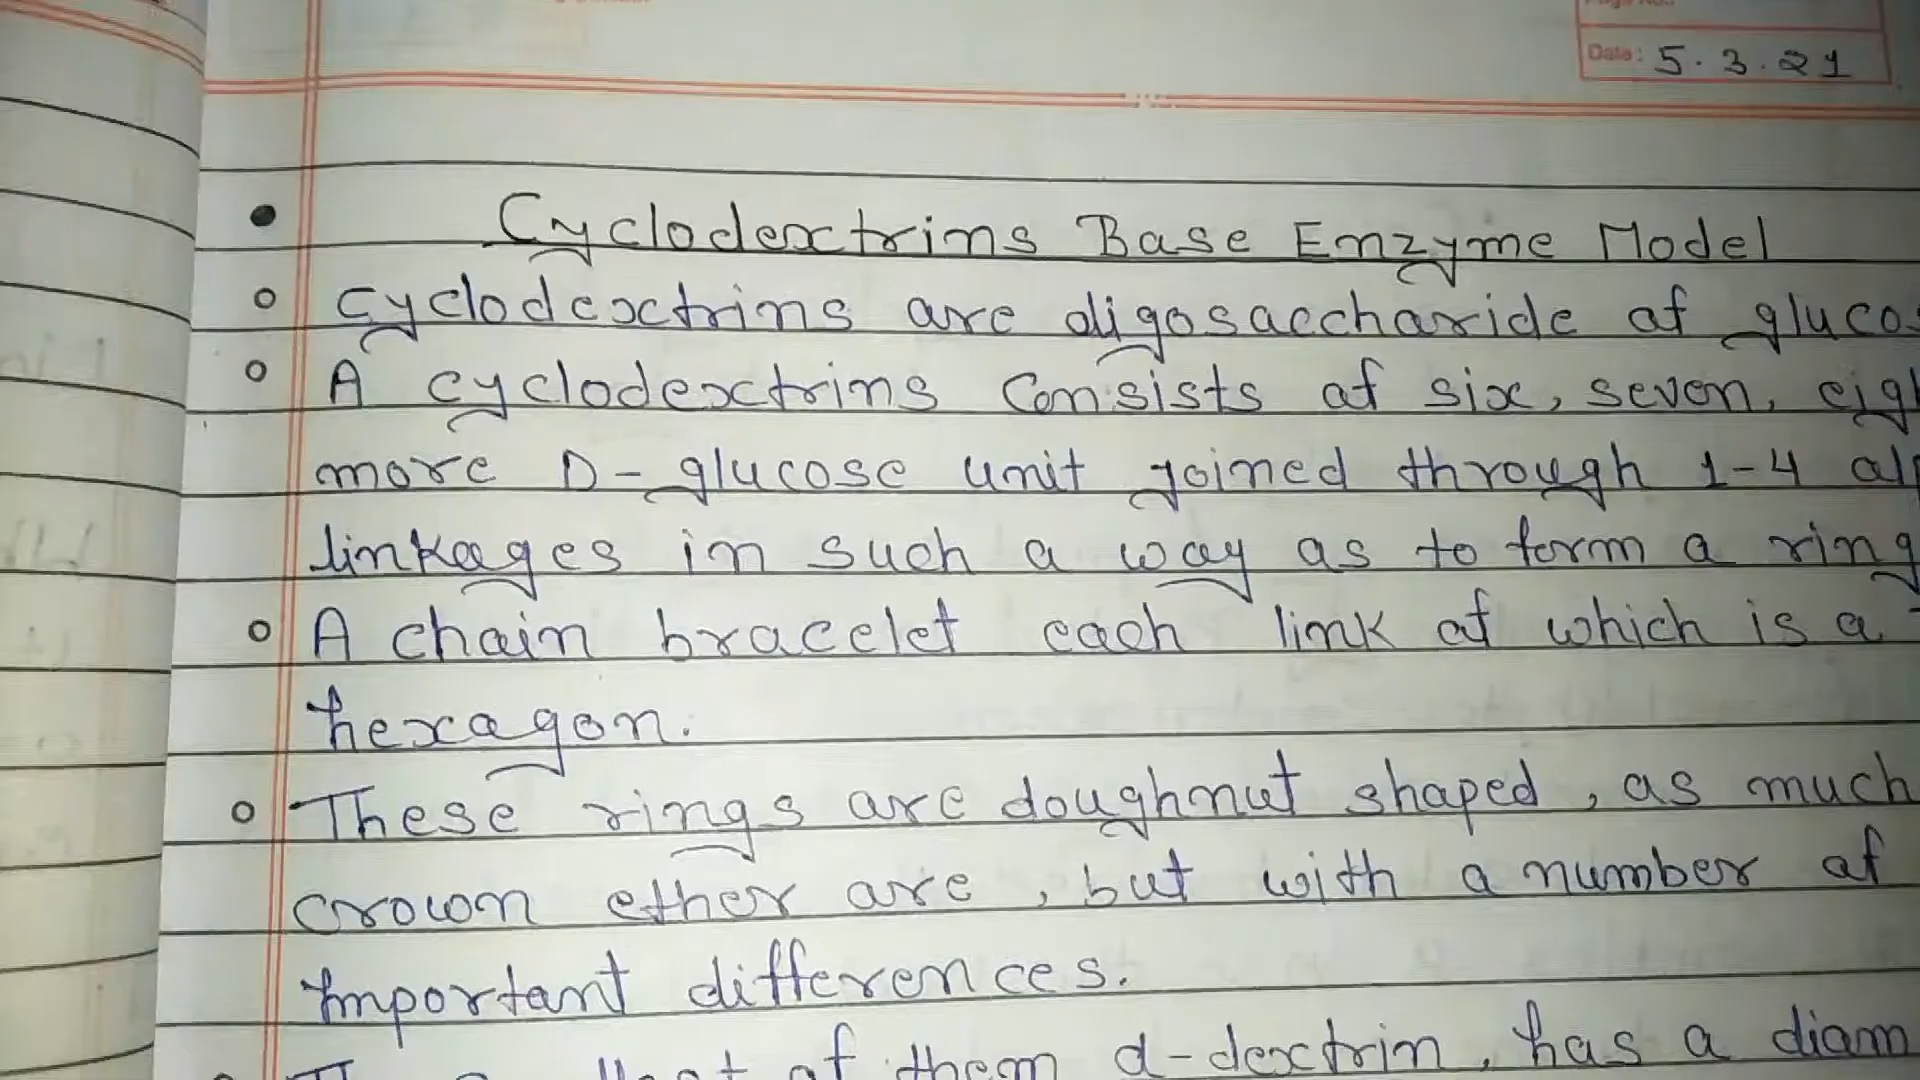 Date: 5.3.21
Cyclodextrins Base Enzyme Model
Cyclodextrins are oligosaccharide of
A cyclodextrins Consists of six, seven,
more D-glucose unit joined through 1-4
linkages in such a way as to form a ring
A chain bracelet each link of which is a
hexagon.
These rings are doughnut shaped, as much
crown ether are, but with a number of
Important differences.
of them d-dextrin, has a